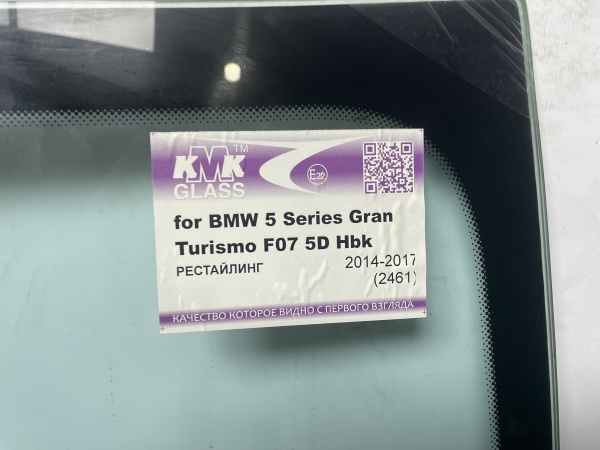 KMK™
GLASS
E22
for BMW 5 Series Gran
Turismo F07 5D Hbk
РЕСТАЙЛИНГ 2014-2017
(2461)
КАЧЕСТВО КОТОРОЕ ВИДНО С ПЕРВОГО ВЗГЛЯДА